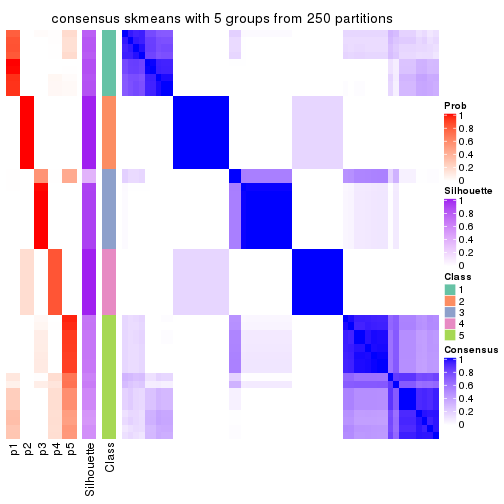 consensus skmeans with 5 groups from 250 partitions
Prob
1
0.8
0.6
0.4
0.2
0
Silhouette
1
0.8
0.6
0.4
0.2
0
Class
1
2
3
4
5
Consensus
1
0.8
0.6
0.4
0.2
0
p1
p2
p3
p4
p5
Silhouette
Class